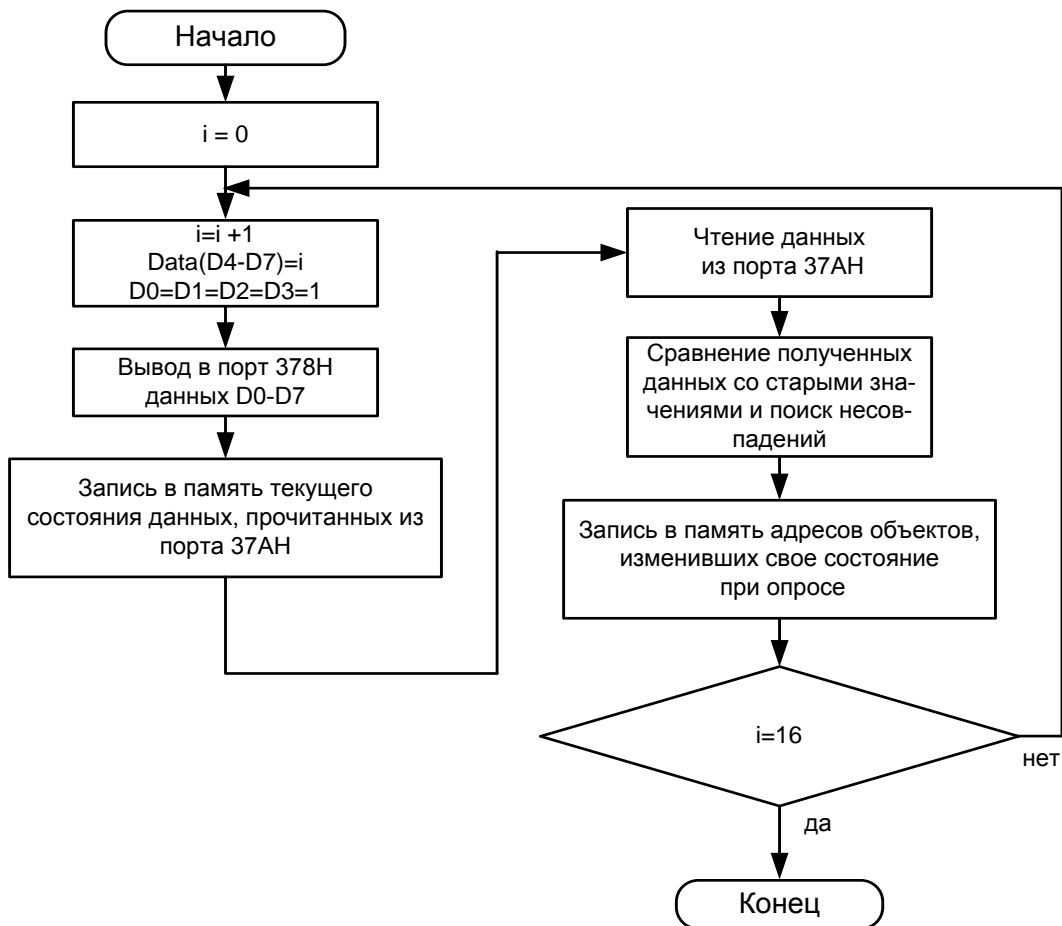 Начало
i = 0
i=i +1
Data(D4-D7)=i
D0=D1=D2=D3=1
Вывод в порт 378H
данных D0-D7
Запись в память текущего
состояния данных, прочитанных из
порта 37AH
Чтение данных
из порта 37AH
Сравнение полученных
данных со старыми зна-
чениями и поиск несов-
падений
Запись в память адресов объектов,
изменивших свое состояние
при опросе
i=16
нет
да
Конец